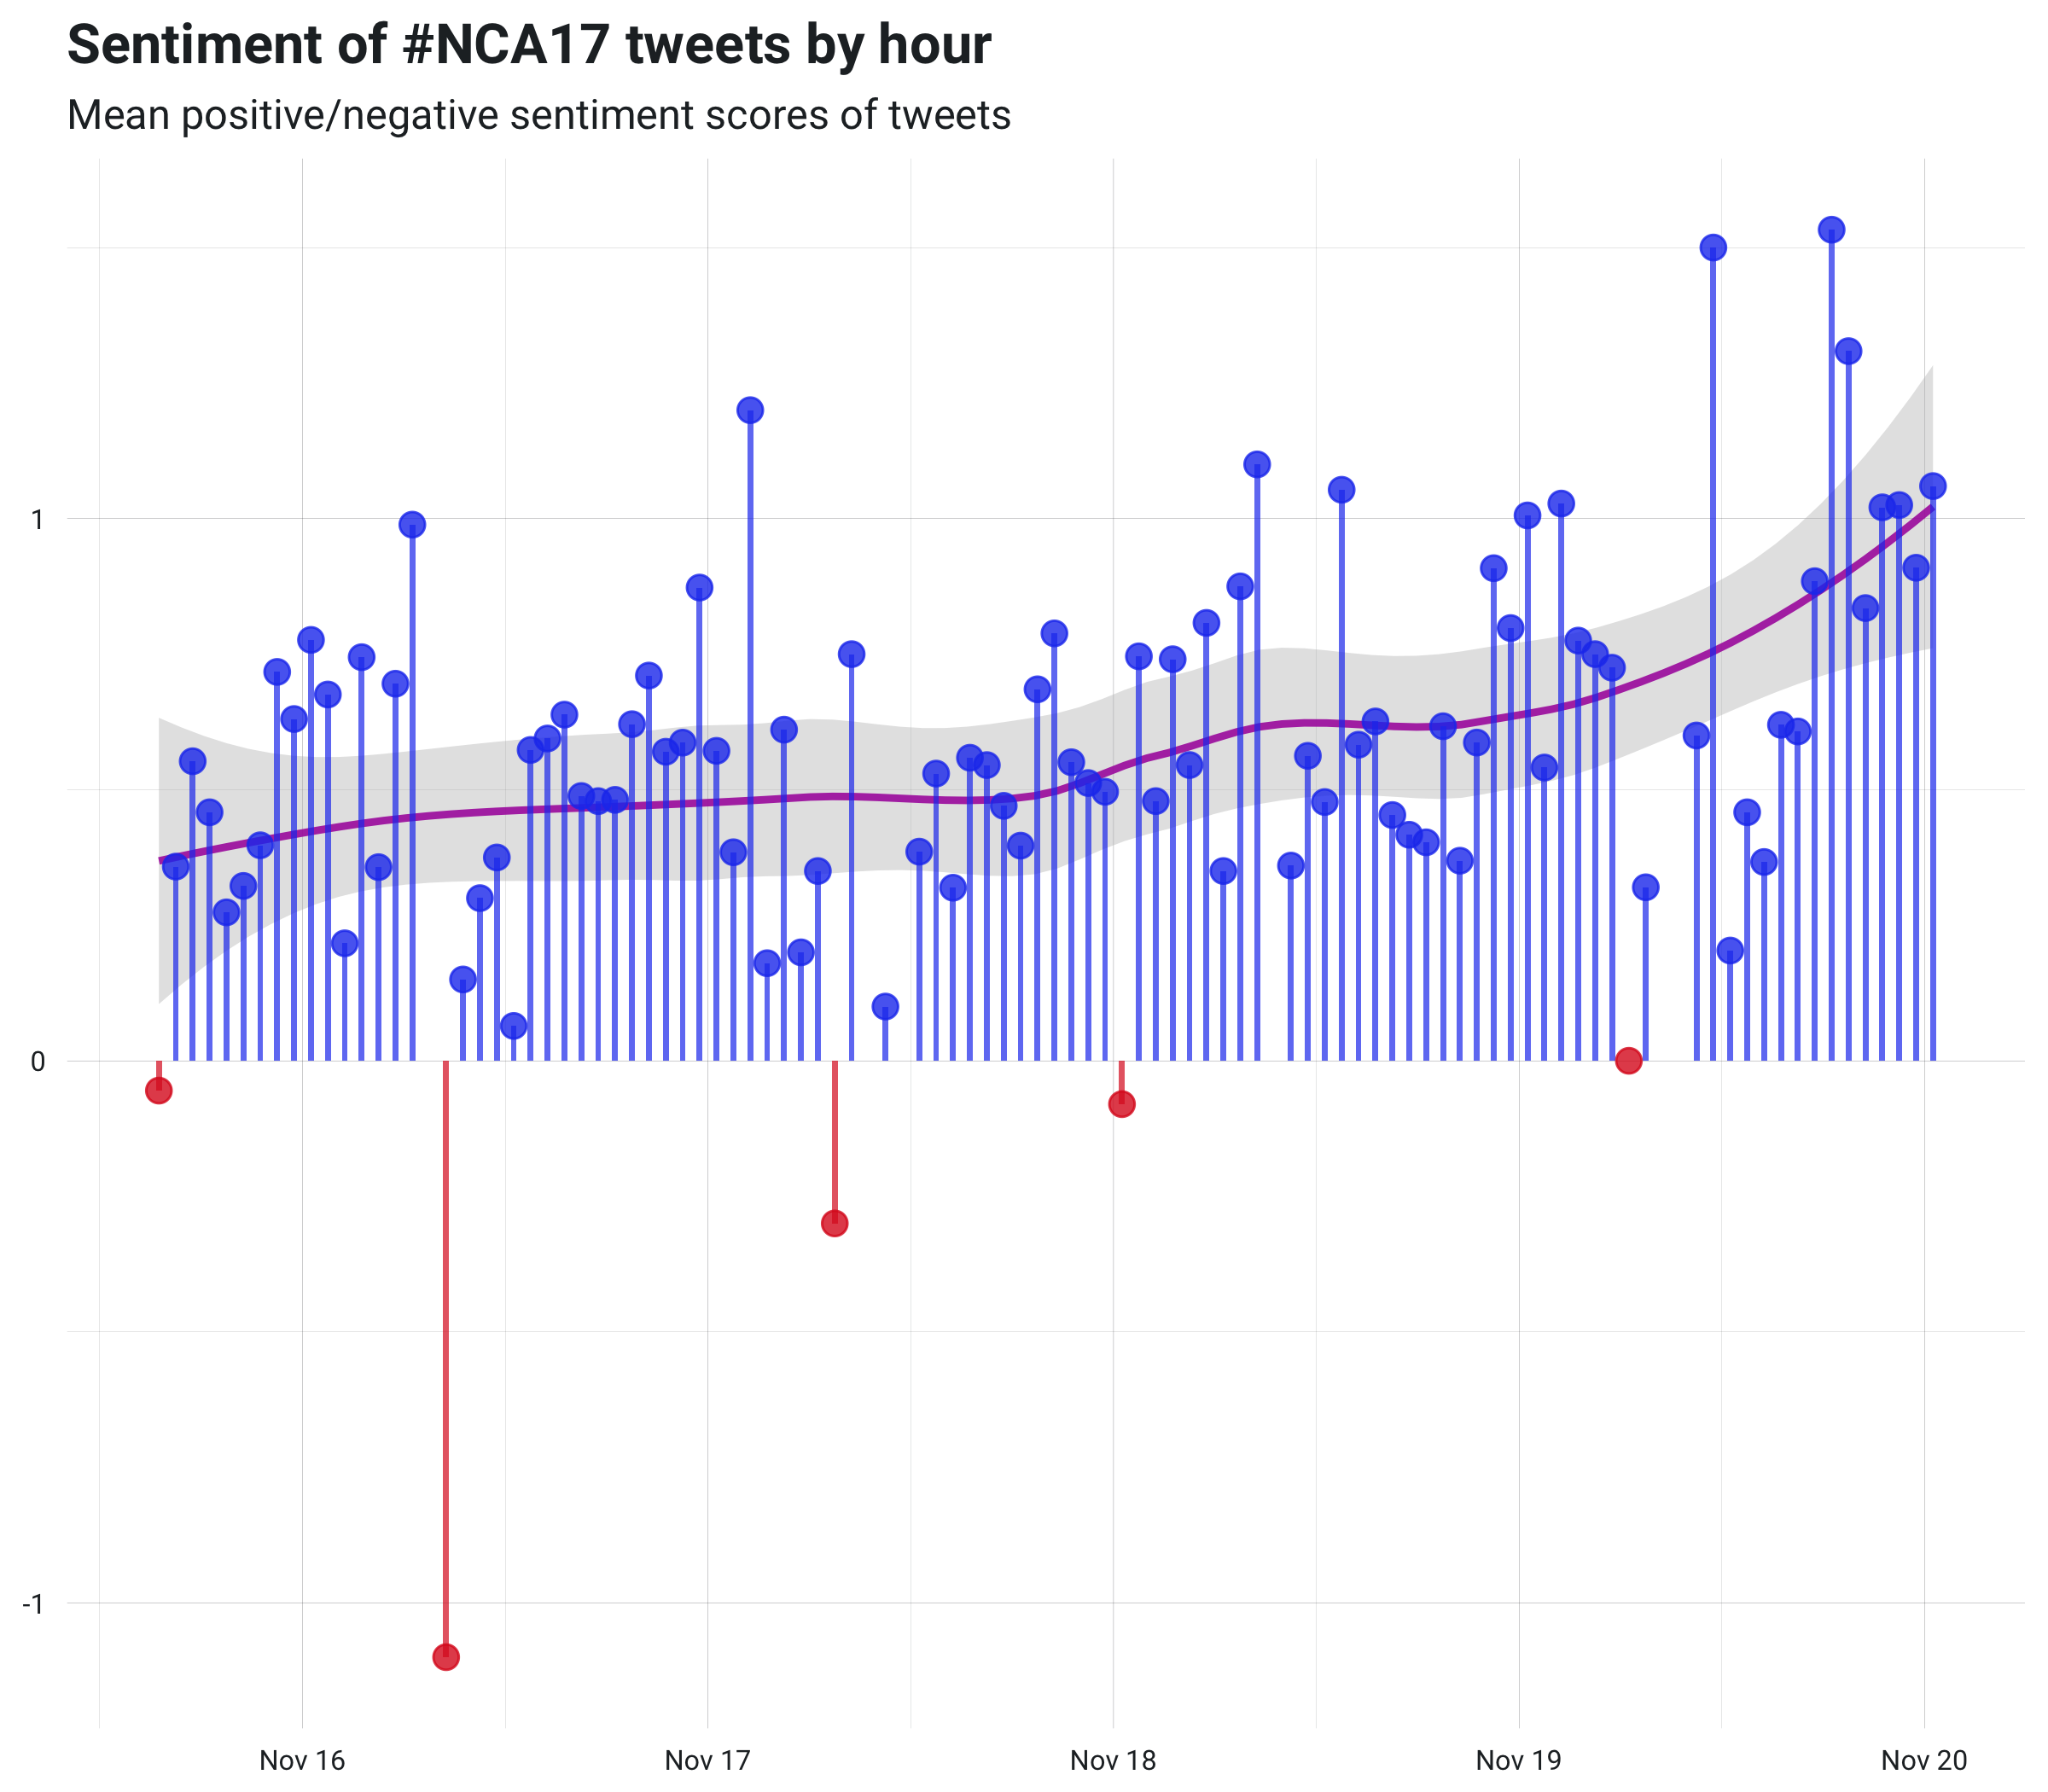 Sentiment of #NCA17 tweets by hour
Mean positive/negative sentiment scores of tweets
1
0
-1
Nov 16 Nov 17 Nov 18 Nov 19 Nov 20